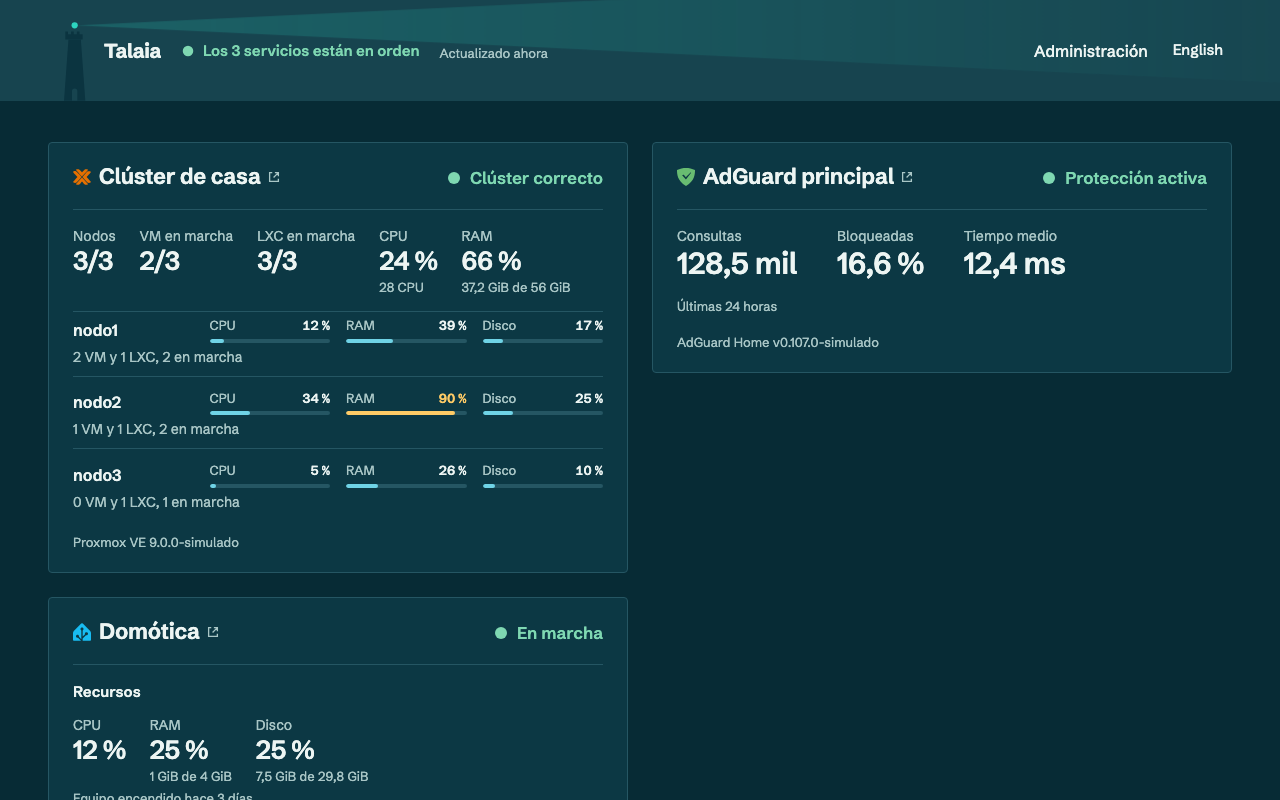 Talaia
Los 3 servicios están en orden
Actualizado ahora
Administración
English
Clúster de casa
Clúster correcto
Nodos
3/3
VM en marcha
2/3
LXC en marcha
3/3
CPU
24 %
28 CPU
RAM
66 %
37,2 GiB de 56 GiB
nodo1
CPU 12 %
RAM 39 %
Disco 17 %
2 VM y 1 LXC, 2 en marcha
nodo2
CPU 34 %
RAM 90 %
Disco 25 %
1 VM y 1 LXC, 2 en marcha
nodo3
CPU 5 %
RAM 26 %
Disco 10 %
0 VM y 1 LXC, 1 en marcha
Proxmox VE 9.0.0-simulado
AdGuard principal
Protección activa
Consultas
128,5 mil
Bloqueadas
16,6 %
Tiempo medio
12,4 ms
Últimas 24 horas
AdGuard Home v0.107.0-simulado
Domótica
En marcha
Recursos
CPU
12 %
RAM
25 %
1 GiB de 4 GiB
Disco
25 %
7,5 GiB de 29,8 GiB
Equipo encendido hace 3 días